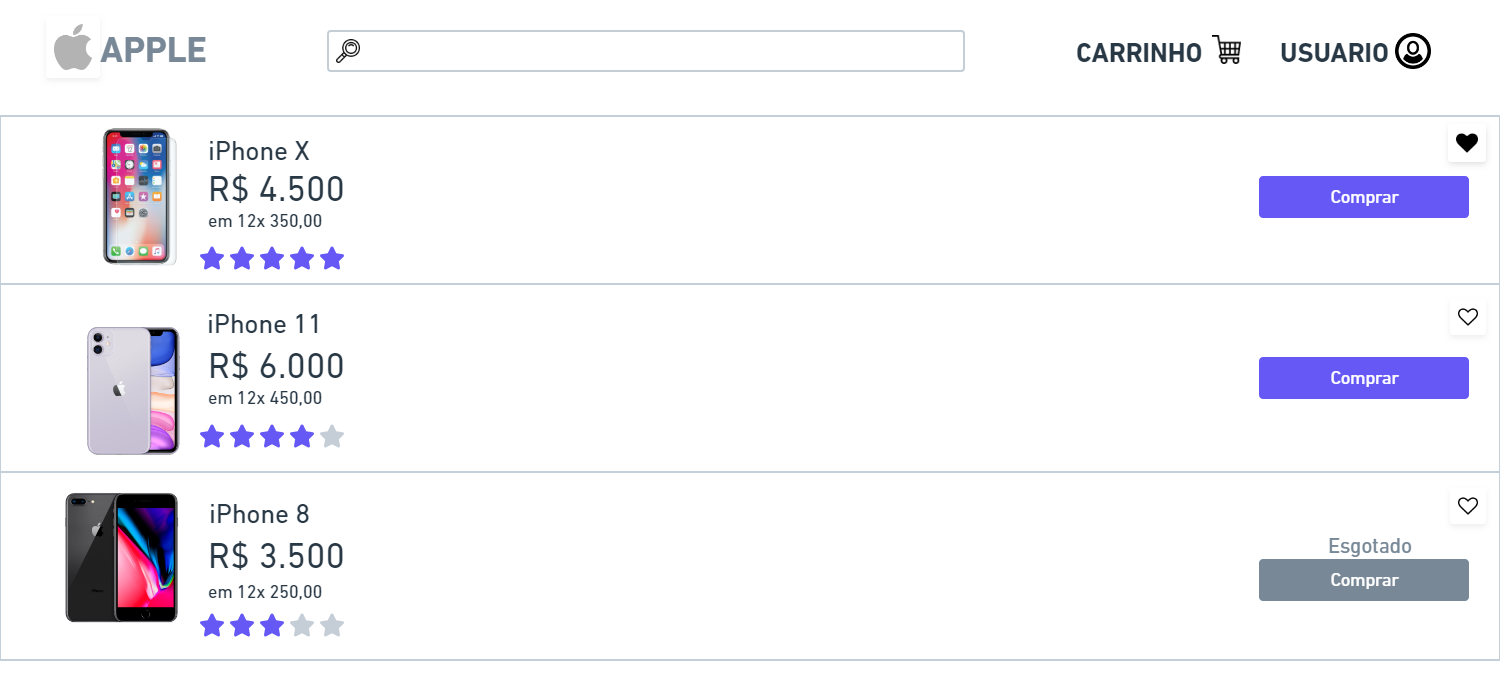 APPLE
CARRINHO
USUARIO
iPhone X
R$ 4.500
em 12x 350,00
Comprar
iPhone 11
R$ 6.000
em 12x 450,00
Comprar
iPhone 8
R$ 3.500
em 12x 250,00
Esgotado
Comprar